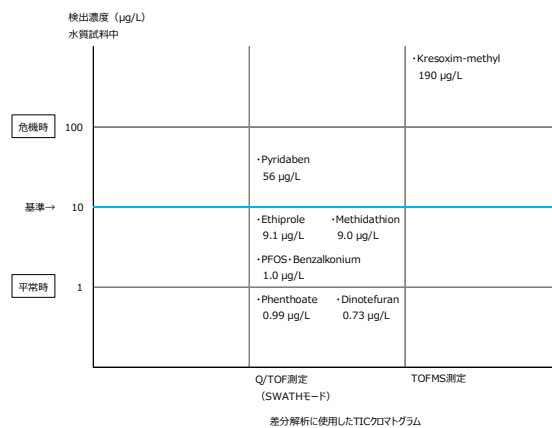 検出濃度（µg/L）
水質試料中
・Kresoxim-methyl
190 µg/L
危機時
100
・Pyridaben
56 µg/L
基準→
10
・Ethiprole
9.1 µg/L
・Methidathion
9.0 µg/L
・PFOS・Benzalkonium
1.0 µg/L
平常時
1
・Phenthoate
0.99 µg/L
・Dinotefuran
0.73 µg/L
Q/TOF測定
（SWATHモード）
TOFMS測定
差分解析に使用したTICクロマトグラム